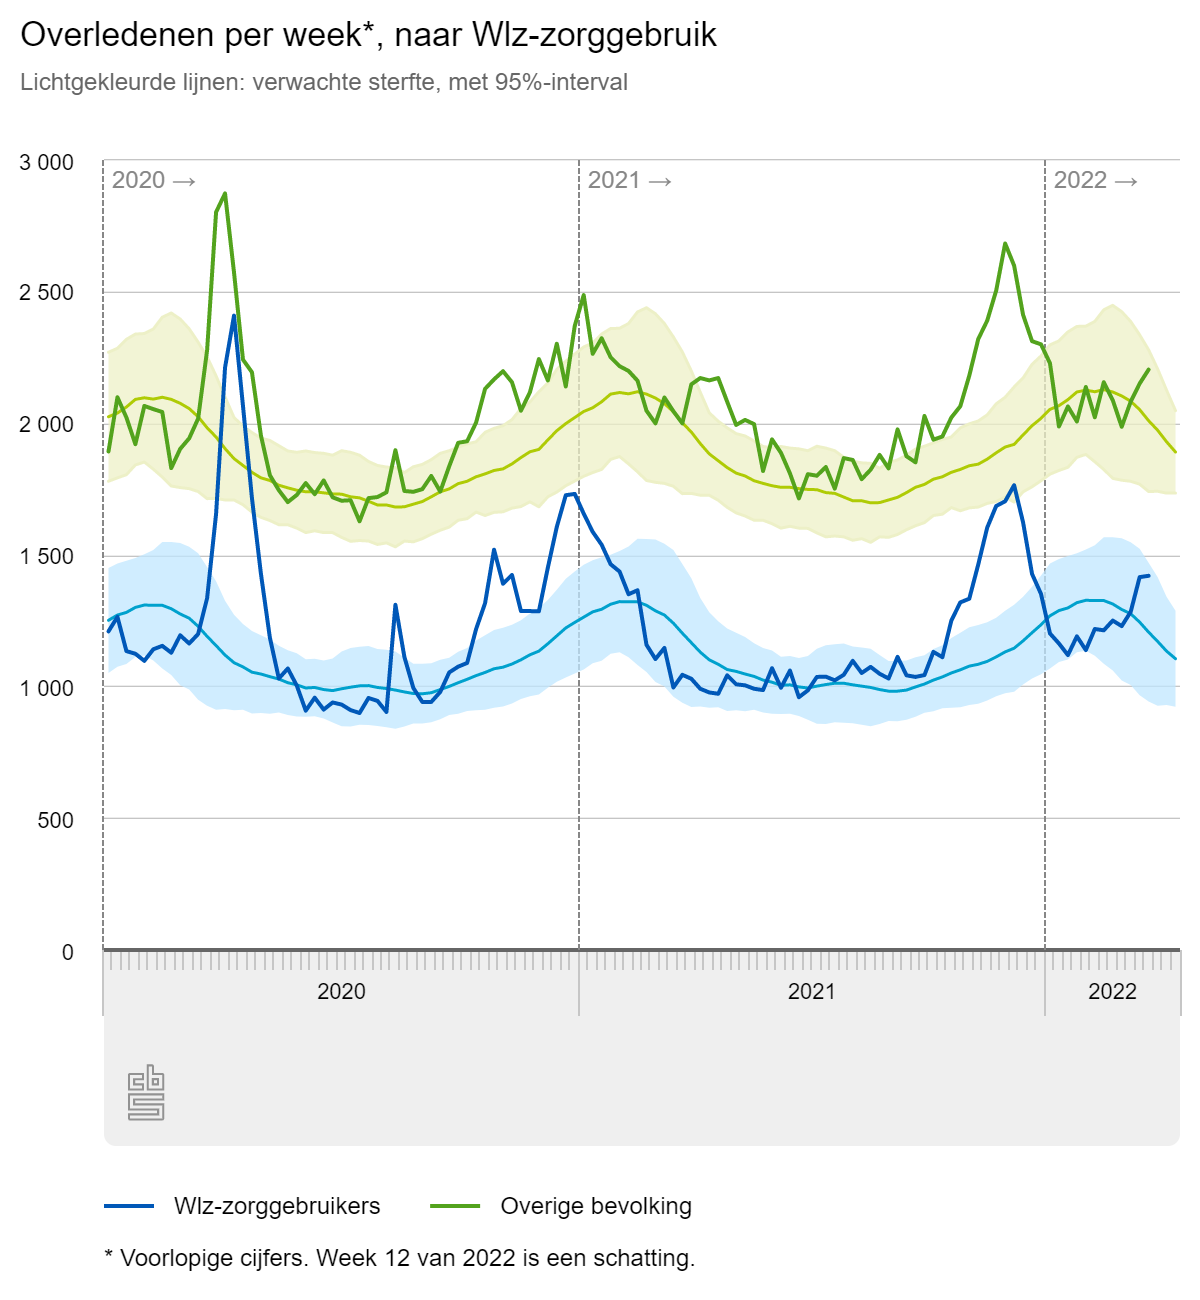 Overledenen per week*, naar Wlz-zorggebruik
Lichtgekleurde lijnen: verwachte sterfte, met 95%-interval
3 000
2020 →
2021 →
2022 →
2 500
2 000
1 500
1 000
500
0
2020
2021
2022
cbs
Wlz-zorggebruikers
Overige bevolking
* Voorlopige cijfers. Week 12 van 2022 is een schatting.